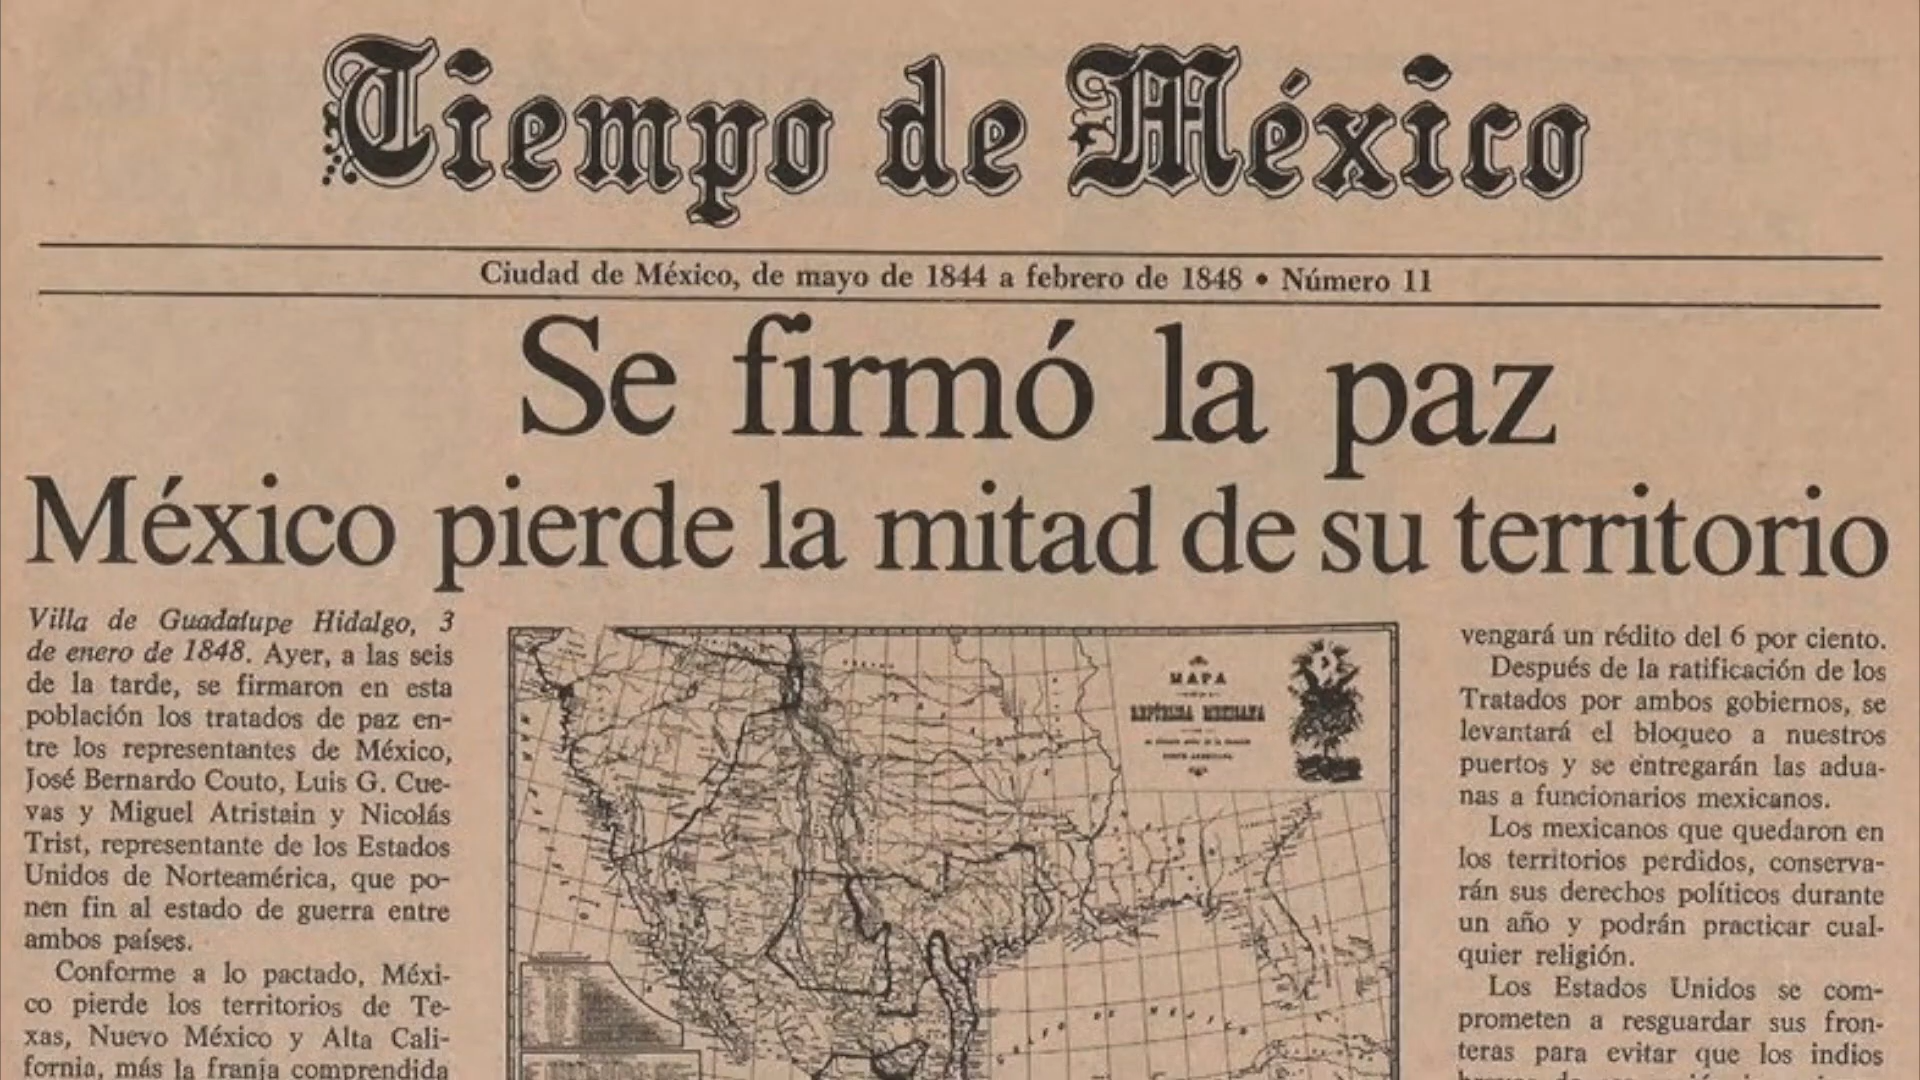 Tiempo de México
Ciudad de México, de mayo de 1844 a febrero de 1848 • Número 11
Se firmó la paz
México pierde la mitad de su territorio
Villa de Guadalupe Hidalgo, 3
de enero de 1848. Ayer, a las seis
de la tarde, se firmaron en esta
población los tratados de paz en-
tre los representantes de México,
José Bernardo Couto, Luis G. Cue-
vas y Miguel Atristain y Nicolás
Trist, representante de los Estados
Unidos de Norteamérica, que po-
nen fin al estado de guerra entre
ambos países.
Conforme a lo pactado, Méxi-
co pierde los territorios de Te-
xas, Nuevo México y Alta Cali-
fornia, más la franja comprendida
MAPA
REPÚBLICA MEXICANA
GOLFO DE MEJICO
vengará un rédito del 6 por ciento.
Después de la ratificación de los
Tratados por ambos gobiernos, se
levantará el bloqueo a nuestros
puertos y se entregarán las adua-
nas a funcionarios mexicanos.
Los mexicanos que quedaron en
los territorios perdidos, conserva-
rán sus derechos políticos durante
un año y podrán practicar cual-
quier religión.
Los Estados Unidos se com-
prometen a resguardar sus fron-
teras para evitar que los indios